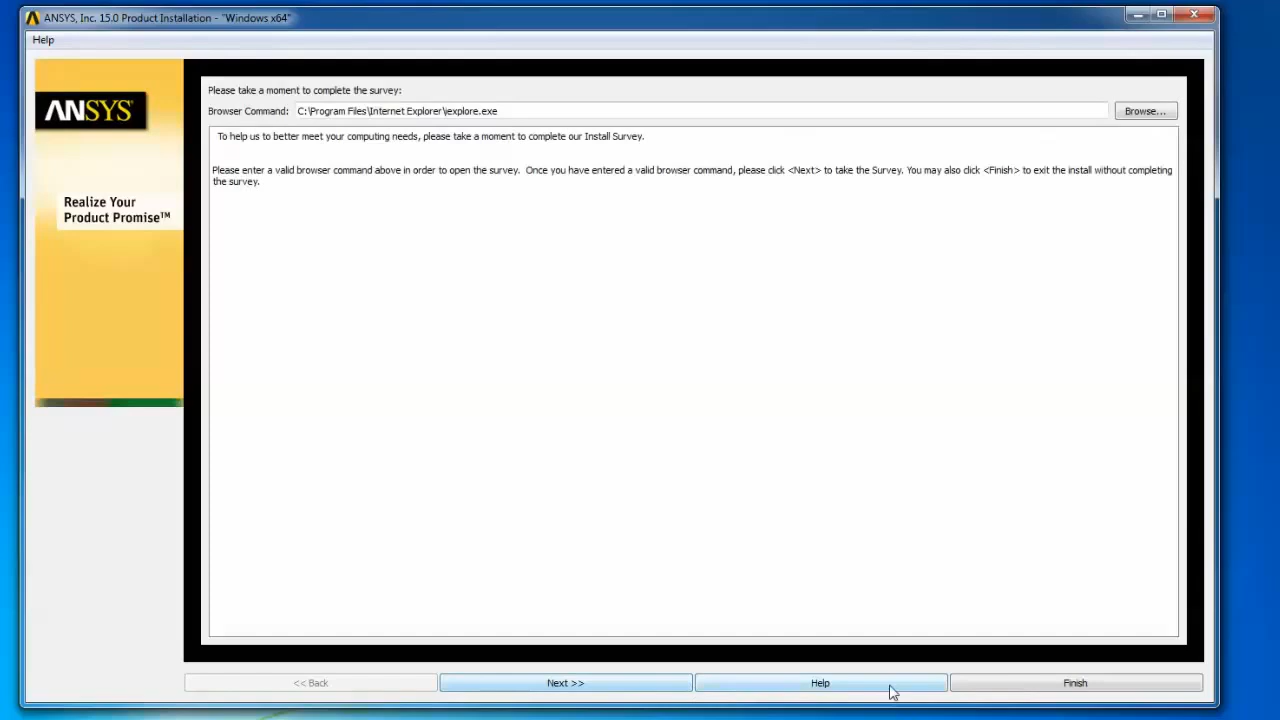 ANSYS, Inc. 15.0 Product Installation - "Windows x64"
Help
ANSYS
Realize Your
Product Promise™
Please take a moment to complete the survey:
Browser Command: C:\Program Files\Internet Explorer\iexplore.exe Browse...
To help us to better meet your computing needs, please take a moment to complete our Install Survey.
Please enter a valid browser command above in order to open the survey. Once you have entered a valid browser command, please click <Next> to take the Survey. You may also click <Finish> to exit the install without completing
the survey.
<< Back Next >> Help Finish